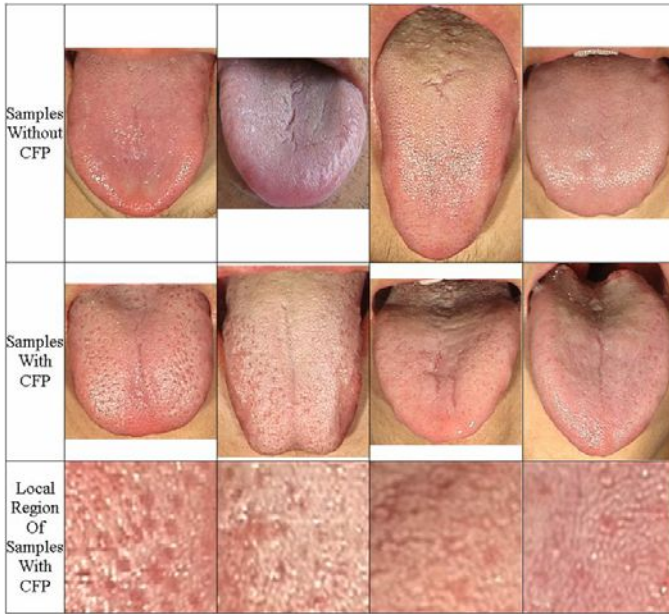 Samples
Without
CFP
Samples
With
CFP
Local
Region
Of
Samples
With
CFP